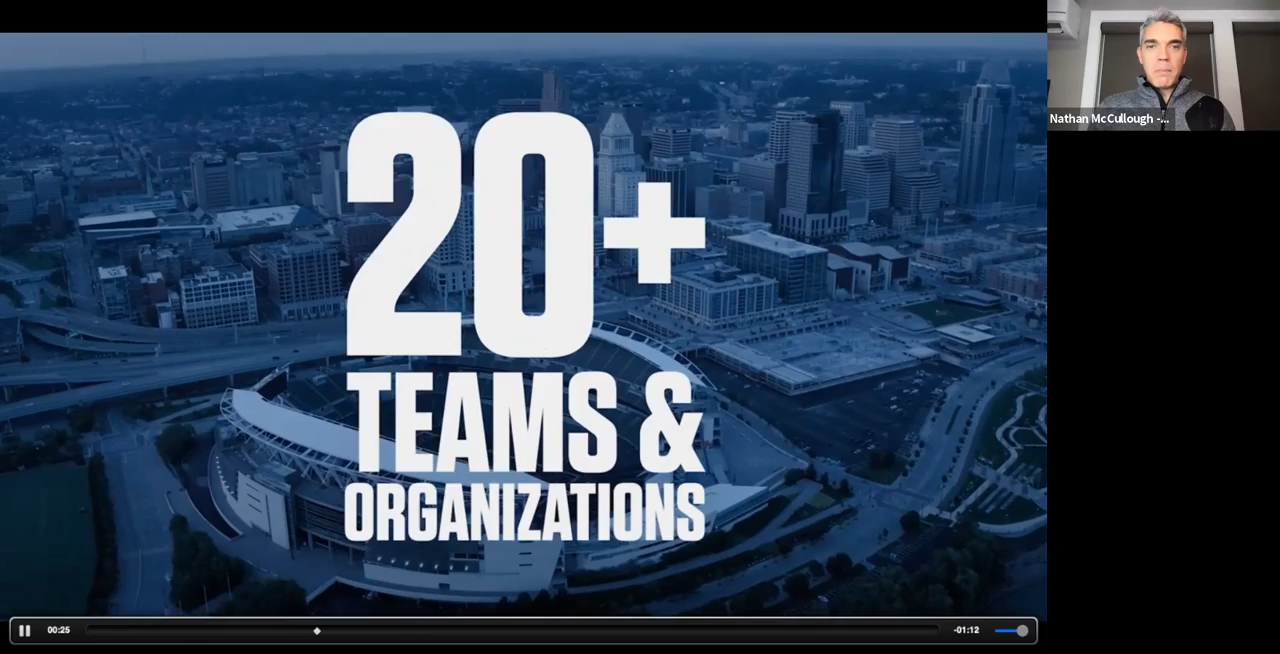 20+
TEAMS &
ORGANIZATIONS
Nathan McCullough -...
00:25
-01:12